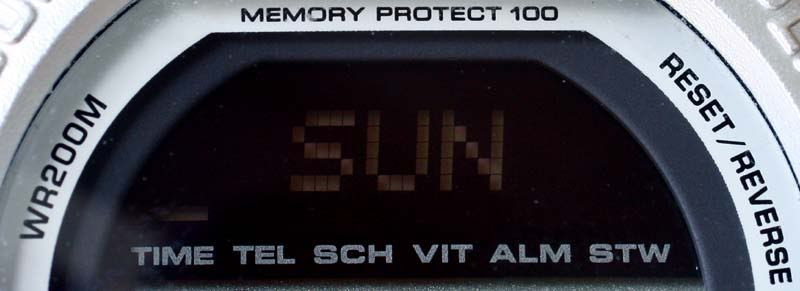 MEMORY PROTECT 100
WR200M
RESET/REVERSE
SUN
TIME TEL SCH VIT ALM STW